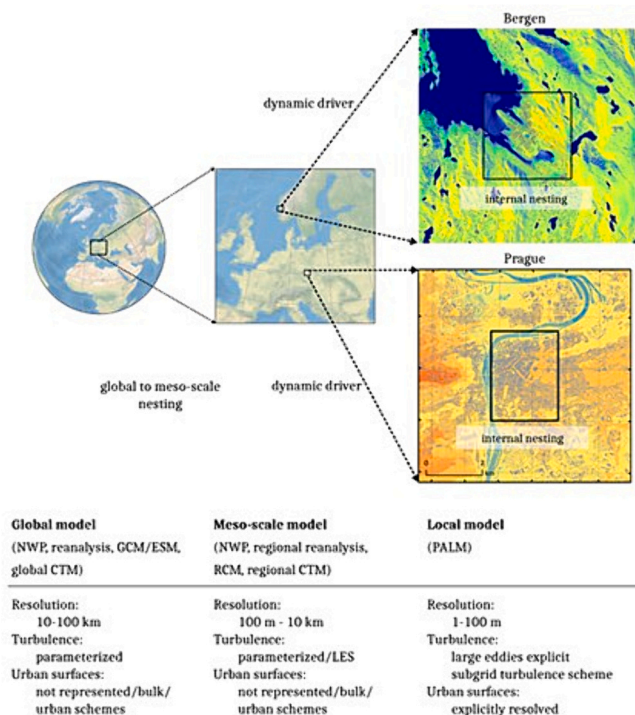 Bergen
dynamic driver
internal nesting
Prague
global to meso-scale
nesting
dynamic driver
internal nesting
0 2
km
Global model
(NWP, reanalysis, GCM/ESM,
global CTM)
Meso-scale model
(NWP, regional reanalysis,
RCM, regional CTM)
Local model
(PALM)
Resolution:
10-100 km
Turbulence:
parameterized
Urban surfaces:
not represented/bulk/
urban schemes
Resolution:
100 m - 10 km
Turbulence:
parameterized/LES
Urban surfaces:
not represented/bulk/
urban schemes
Resolution:
1-100 m
Turbulence:
large eddies explicit
subgrid turbulence scheme
Urban surfaces:
explicitly resolved